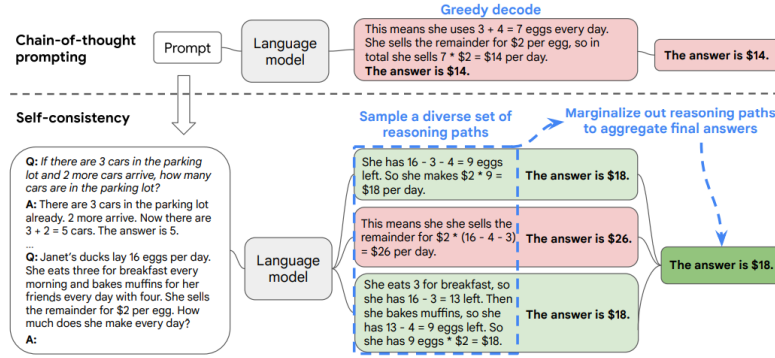 Greedy decode
Chain-of-thought
prompting
Prompt
Language
model
This means she uses 3 + 4 = 7 eggs every day.
She sells the remainder for $2 per egg, so in
total she sells 7 * $2 = $14 per day.
The answer is $14.
The answer is $14.
Self-consistency
Sample a diverse set of
reasoning paths
Marginalize out reasoning paths
to aggregate final answers
Q: If there are 3 cars in the parking
lot and 2 more cars arrive, how many
cars are in the parking lot?
A: There are 3 cars in the parking lot
already. 2 more arrive. Now there are
3 + 2 = 5 cars. The answer is 5.
...
Q: Janet's ducks lay 16 eggs per day.
She eats three for breakfast every
morning and bakes muffins for her
friends every day with four. She sells
the remainder for $2 per egg. How
much does she make every day?
A:
Language
model
She has 16 - 3 - 4 = 9 eggs
left. So she makes $2 * 9 =
$18 per day.
The answer is $18.
This means she she sells the
remainder for $2 * (16 - 4 - 3)
= $26 per day.
The answer is $26.
She eats 3 for breakfast, so
she has 16 - 3 = 13 left. Then
she bakes muffins, so she
has 13 - 4 = 9 eggs left. So
she has 9 eggs * $2 = $18.
The answer is $18.
The answer is $18.